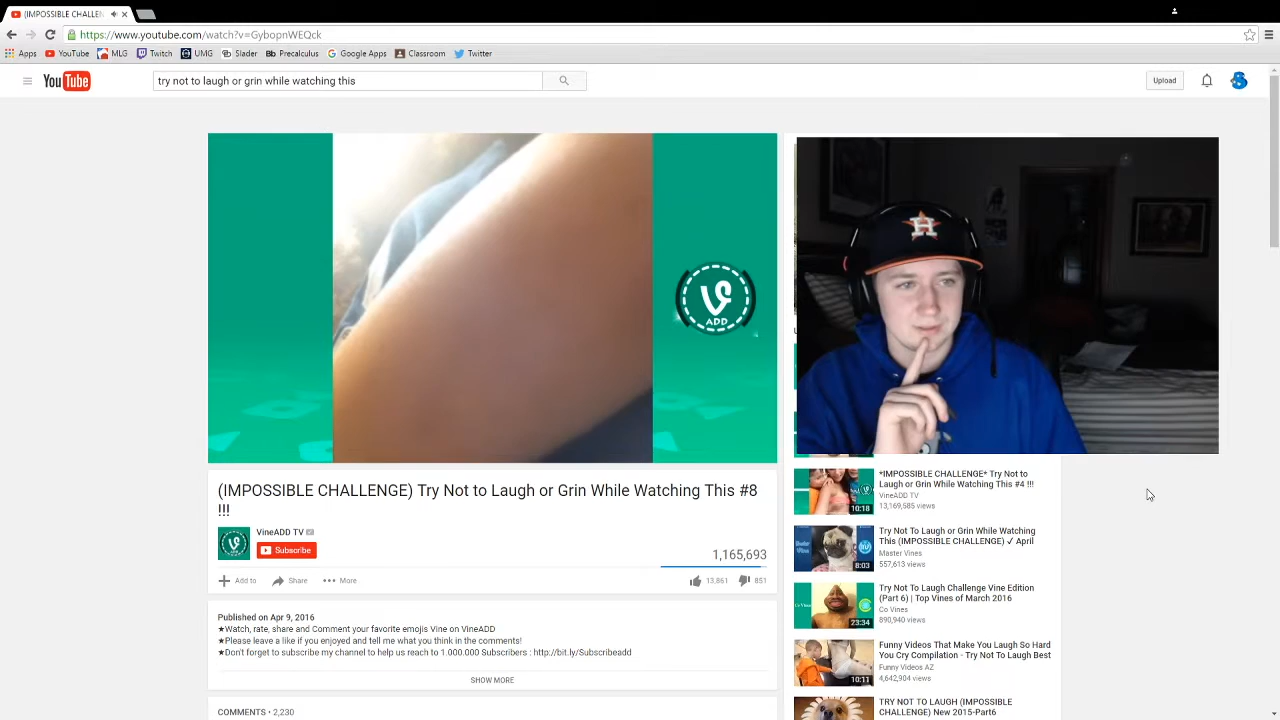 (IMPOSSIBLE CHALLEN
https://www.youtube.com/watch?v=GybopnWEQck
Apps YouTube MLG Twitch UMG Slader Bb Precalculus Google Apps Classroom Twitter
YouTube
try not to laugh or grin while watching this
Upload
ADD
(IMPOSSIBLE CHALLENGE) Try Not to Laugh or Grin While Watching This #8
!!!
VineADD TV
Subscribe
1,165,693
Add to Share More
13,861 851
Published on Apr 9, 2016
★Watch, rate, share and Comment your favorite emojis Vine on VineADD
★Please leave a like if you enjoyed and tell me what you think in the comments!
★Don't forget to subscribe my channel to help us reach to 1.000.000 Subscribers : http://bit.ly/Subscribeadd
SHOW MORE
COMMENTS • 2,230
*IMPOSSIBLE CHALLENGE* Try Not to
Laugh or Grin While Watching This #4 !!!
VineADD TV
13,169,585 views
10:18
Try Not To Laugh or Grin While Watching
This (IMPOSSIBLE CHALLENGE) ✓ April
Master Vines
557,613 views
8:03
Try Not To Laugh Challenge Vine Edition
(Part 6) | Top Vines of March 2016
Co Vines
890,940 views
23:34
Funny Videos That Make You Laugh So Hard
You Cry Compilation - Try Not To Laugh Best
Funny Videos AZ
4,642,904 views
10:11
TRY NOT TO LAUGH (IMPOSSIBLE
CHALLENGE) New 2015-Part6
H